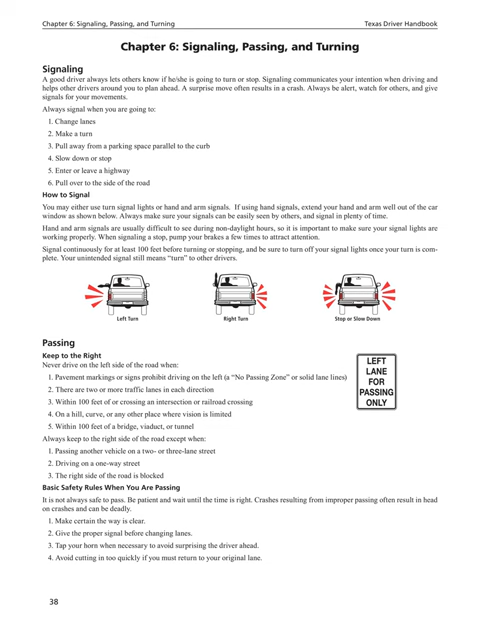 Chapter 6: Signaling, Passing, and Turning
Texas Driver Handbook
Chapter 6: Signaling, Passing, and Turning
Signaling
A good driver always lets others know if he/she is going to turn or stop. Signaling communicates your intention when driving and
helps other drivers around you to plan ahead. A surprise move often results in a crash. Always be alert, watch for others, and give
signals for your movements.
Always signal when you are going to:
1. Change lanes
2. Make a turn
3. Pull away from a parking space parallel to the curb
4. Slow down or stop
5. Enter or leave a highway
6. Pull over to the side of the road
How to Signal
You may either use turn signal lights or hand and arm signals. If using hand signals, extend your hand and arm well out of the car
window as shown below. Always make sure your signals can be easily seen by others, and signal in plenty of time.
Hand and arm signals are usually difficult to see during non-daylight hours, so it is important to make sure your signal lights are
working properly. When signaling a stop, pump your brakes a few times to attract attention.
Signal continuously for at least 100 feet before turning or stopping, and be sure to turn off your signal lights once your turn is com-
plete. Your unintended signal still means “turn” to other drivers.
Left Turn
Right Turn
Stop or Slow Down
Passing
Keep to the Right
Never drive on the left side of the road when:
1. Pavement markings or signs prohibit driving on the left (a “No Passing Zone” or solid lane lines)
2. There are two or more traffic lanes in each direction
3. Within 100 feet of or crossing an intersection or railroad crossing
4. On a hill, curve, or any other place where vision is limited
5. Within 100 feet of a bridge, viaduct, or tunnel
LEFT
LANE
FOR
PASSING
ONLY
Always keep to the right side of the road except when:
1. Passing another vehicle on a two- or three-lane street
2. Driving on a one-way street
3. The right side of the road is blocked
Basic Safety Rules When You Are Passing
It is not always safe to pass. Be patient and wait until the time is right. Crashes resulting from improper passing often result in head
on crashes and can be deadly.
1. Make certain the way is clear.
2. Give the proper signal before changing lanes.
3. Tap your horn when necessary to avoid surprising the driver ahead.
4. Avoid cutting in too quickly if you must return to your original lane.
38